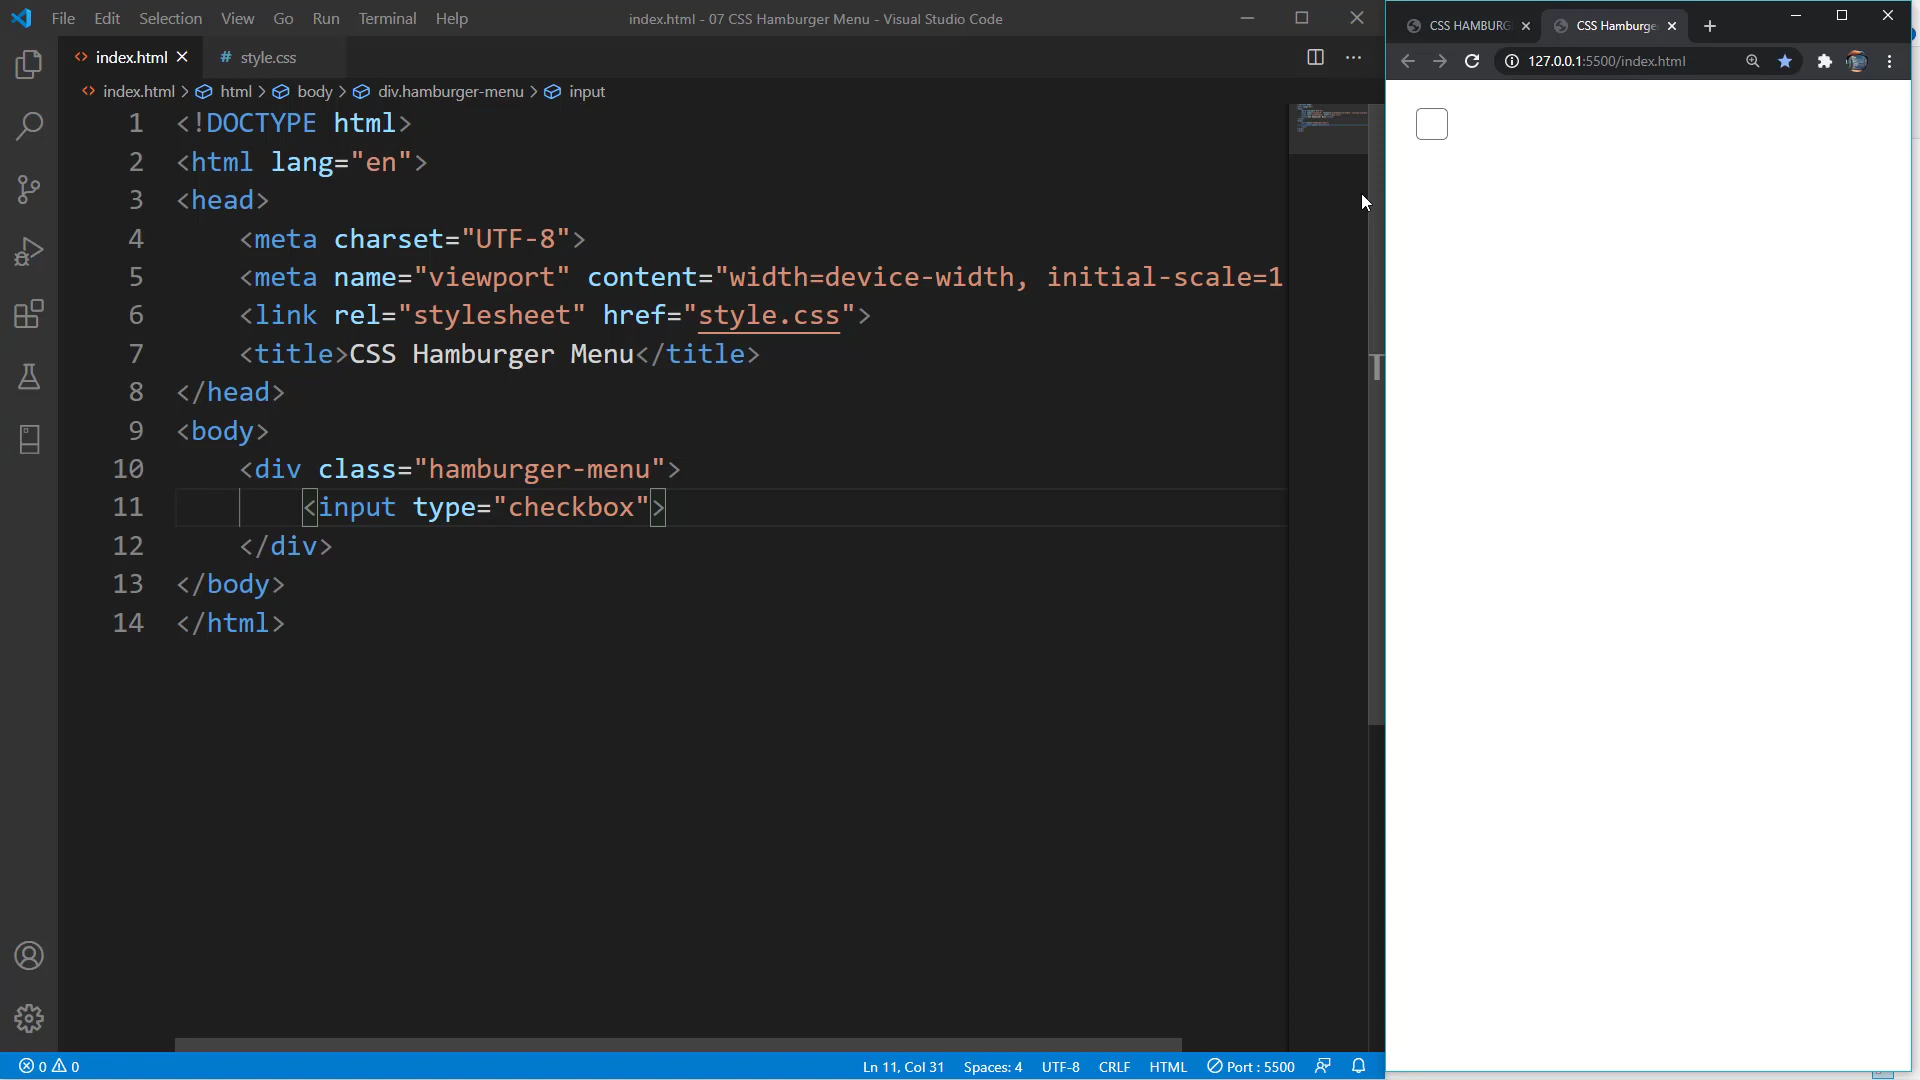 File Edit Selection View Go Run Terminal Help index.html - 07 CSS Hamburger Menu - Visual Studio Code
index.html style.css
index.html > html > body > div.hamburger-menu > input
1 <!DOCTYPE html>
2 <html lang="en">
3 <head>
4 <meta charset="UTF-8">
5 <meta name="viewport" content="width=device-width, initial-scale=1
6 <link rel="stylesheet" href="style.css">
7 <title>CSS Hamburger Menu</title>
8 </head>
9 <body>
10 <div class="hamburger-menu">
11 <input type="checkbox">
12 </div>
13 </body>
14 </html>
0 0 Ln 11, Col 31 Spaces: 4 UTF-8 CRLF HTML Port : 5500
CSS HAMBURG CSS Hamburge
127.0.0.1:5500/index.html
T